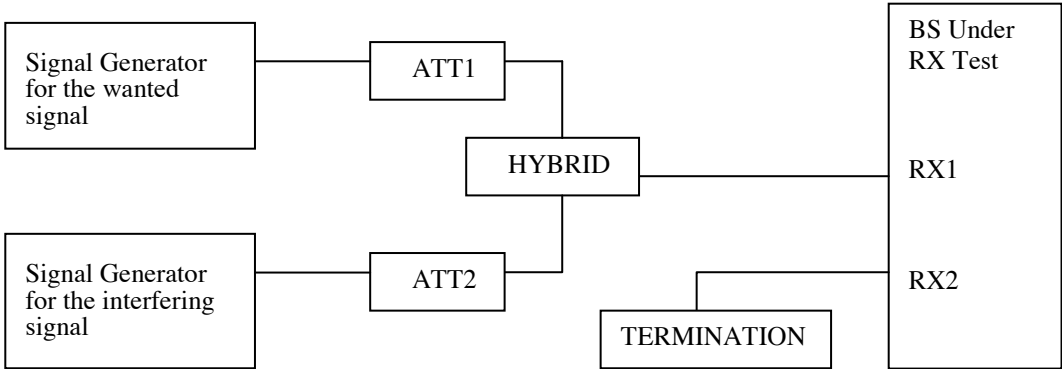 Signal Generator
for the wanted
signal
ATT1
HYBRID
Signal Generator
for the interfering
signal
ATT2
TERMINATION
BS Under
RX Test
RX1
RX2